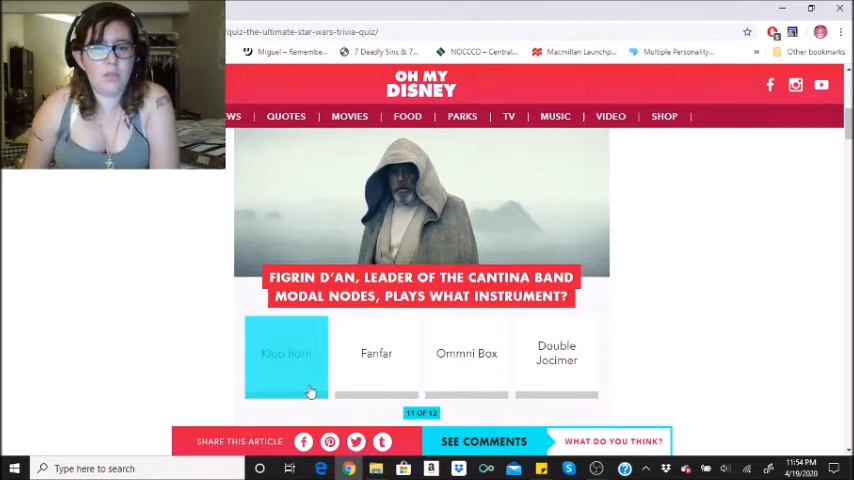 quiz-the-ultimate-star-wars-trivia-quiz/
Miguel – Remembe...
7 Deadly Sins & 7...
NOCCCD – Central...
Macmillan Launchp...
Multiple Personality...
»
Other bookmarks
OH MY
DISNEY
WS | QUOTES | MOVIES | FOOD | PARKS | TV | MUSIC | VIDEO | SHOP |
FIGRIN D'AN, LEADER OF THE CANTINA BAND
MODAL NODES, PLAYS WHAT INSTRUMENT?
Kloo horn
Fanfar
Ommni Box
Double
Jocimer
11 OF 12
SHARE THIS ARTICLE
SEE COMMENTS
WHAT DO YOU THINK?
Type here to search
11:54 PM
4/19/2020